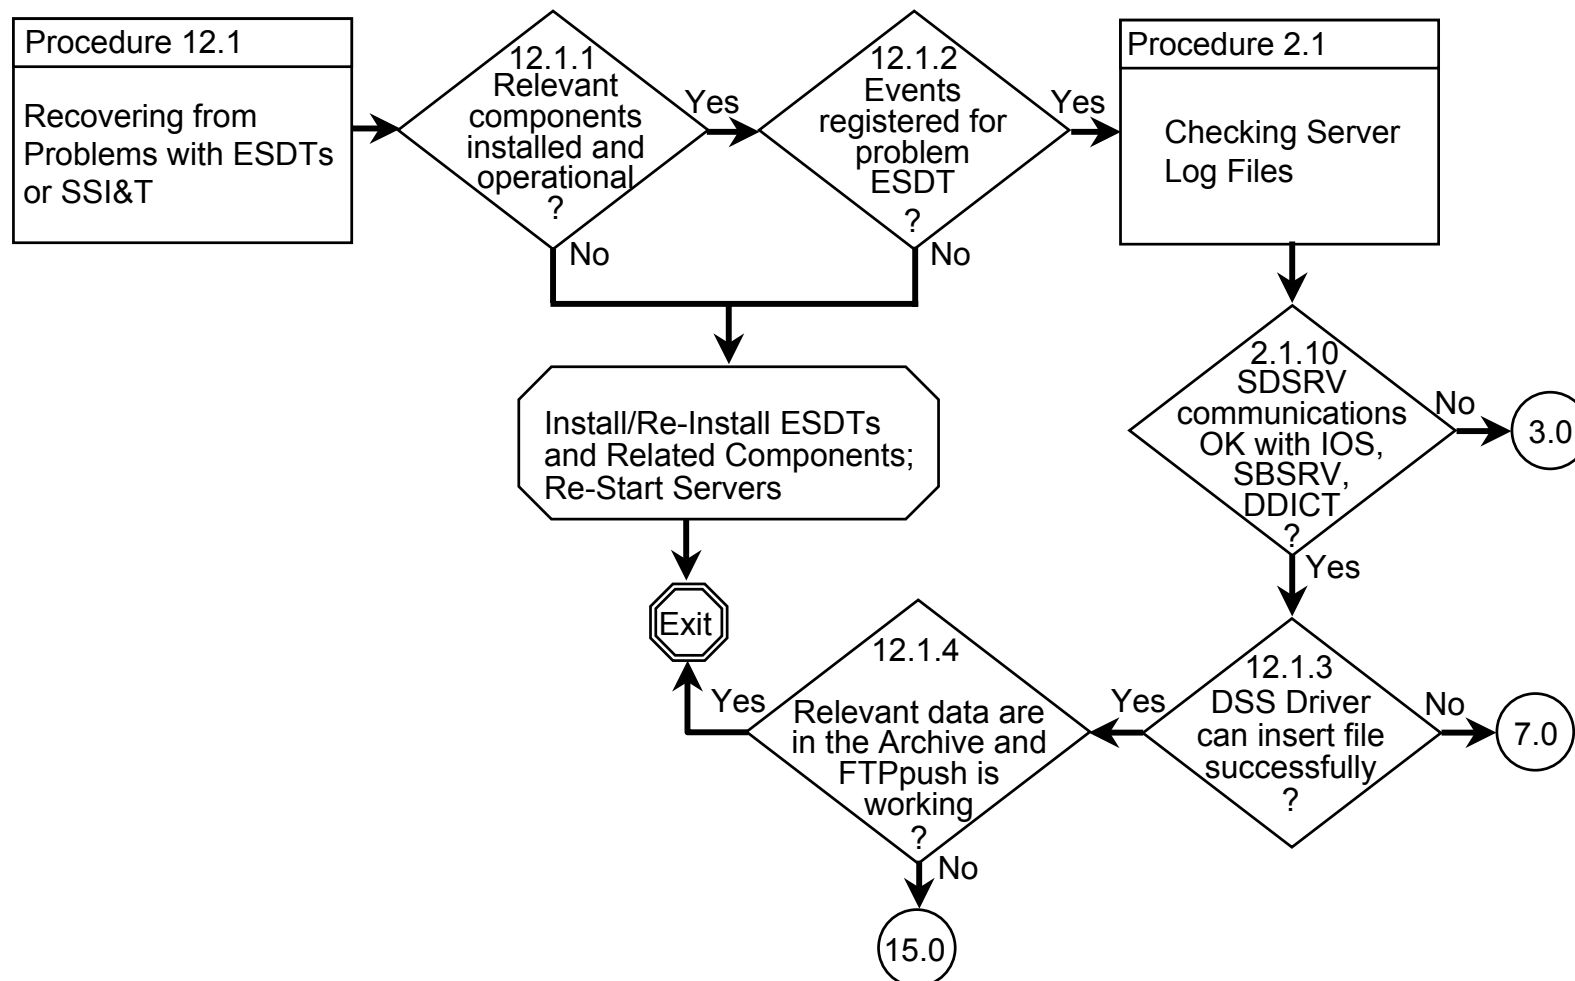 Procedure 12.1
Recovering from
Problems with ESDTs
or SSI&T
12.1.1
Relevant
components
installed and
operational
?
Yes
No
12.1.2
Events
registered for
problem
ESDT
?
Yes
No
Procedure 2.1
Checking Server
Log Files
2.1.10
SDSRV
communications
OK with IOS,
SBSRV,
DDICT
?
No
3.0
Yes
Install/Re-Install ESDTs
and Related Components;
Re-Start Servers
Exit
12.1.3
DSS Driver
can insert file
successfully
?
No
7.0
Yes
12.1.4
Relevant data are
in the Archive and
FTPpush is
working
?
Yes
No
15.0